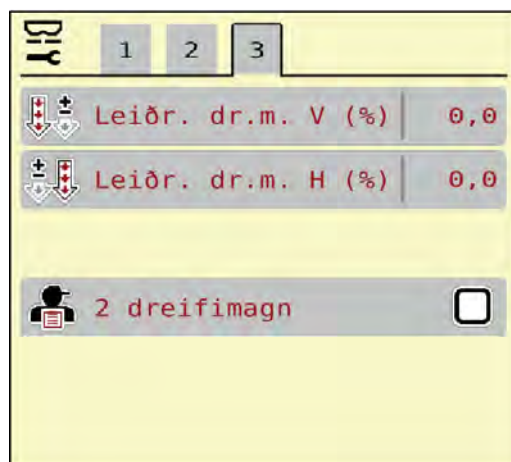 1 2 3
Leiðr. dr.m. V (%) 0,0
Leiðr. dr.m. H (%) 0,0
2 dreifimagn